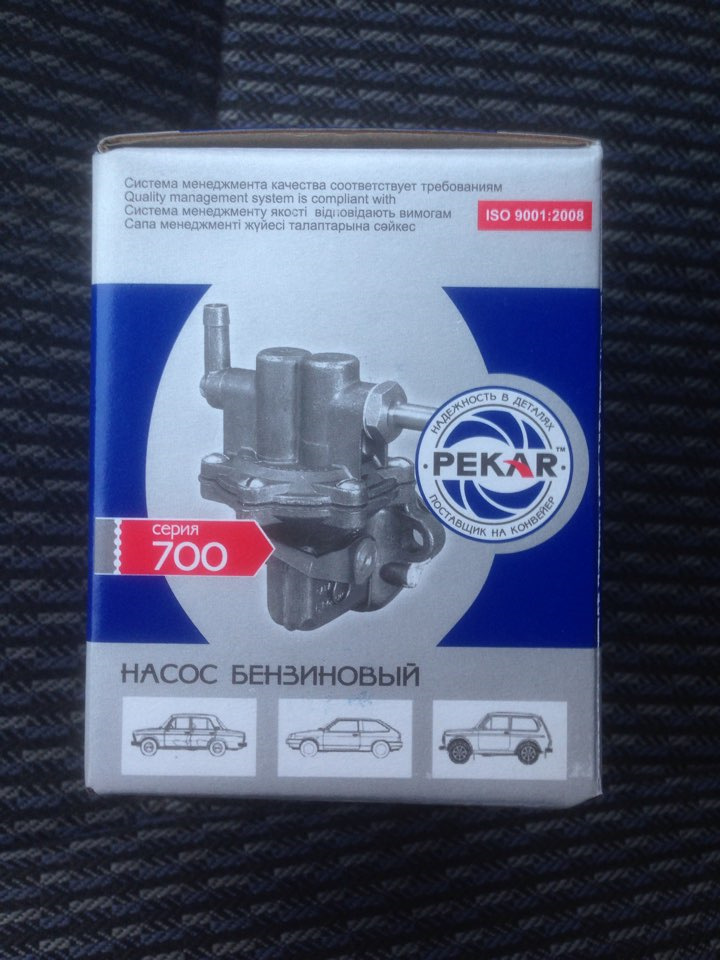 Система менеджмента качества соответствует требованиям
Quality management system is compliant with
Система менеджменту якості відповідають вимогам
Сапа менеджменті жүйесі талаптарына сәйкес
ISO 9001:2008
НАДЕЖНОСТЬ В ДЕТАЛЯХ
PEKAR™
ПОСТАВЩИК НА КОНВЕЙЕР
серия
700
НАСОС БЕНЗИНОВЫЙ